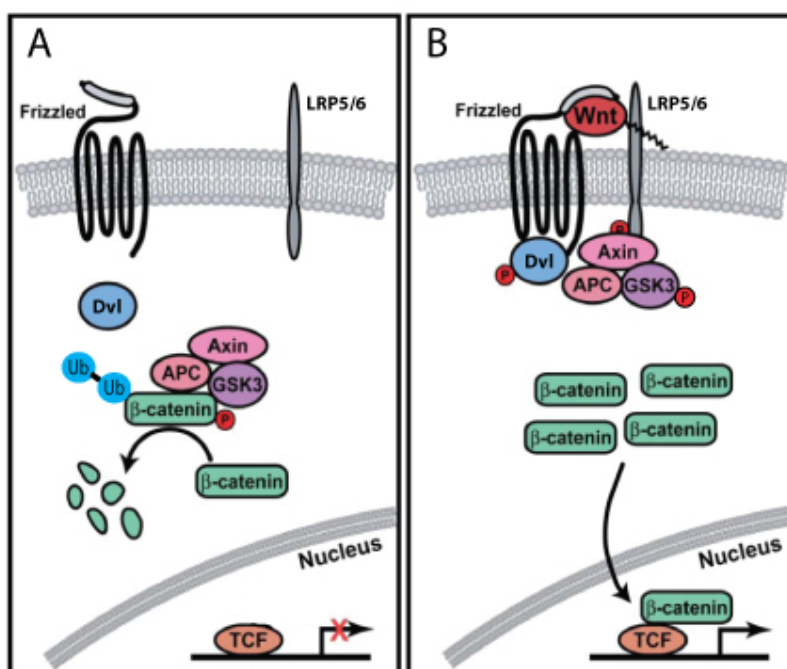 A
Frizzled
LRP5/6
Dvl
Ub
Ub
Axin
APC
GSK3
β-catenin
P
β-catenin
Nucleus
TCF
X
B
Frizzled
Wnt
LRP5/6
P
Dvl
P
Axin
APC
GSK3
P
β-catenin
β-catenin
β-catenin
β-catenin
Nucleus
β-catenin
TCF